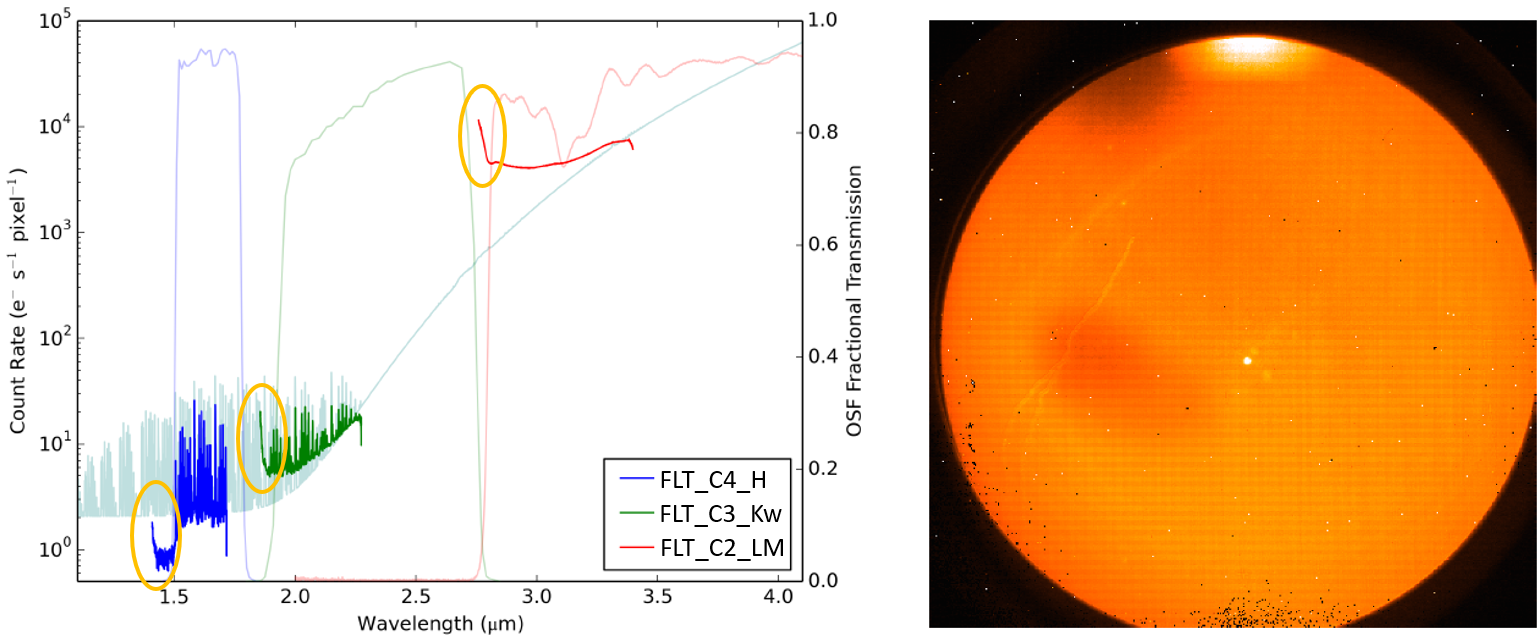 10⁵
10⁴
10³
10²
10¹
10⁰
Count Rate (e⁻ s⁻¹ pixel⁻¹)
1.0
0.8
0.6
0.4
0.2
0.0
OSF Fractional Transmission
FLT_C4_H
FLT_C3_Kw
FLT_C2_LM
1.5 2.0 2.5 3.0 3.5 4.0
Wavelength (μm)